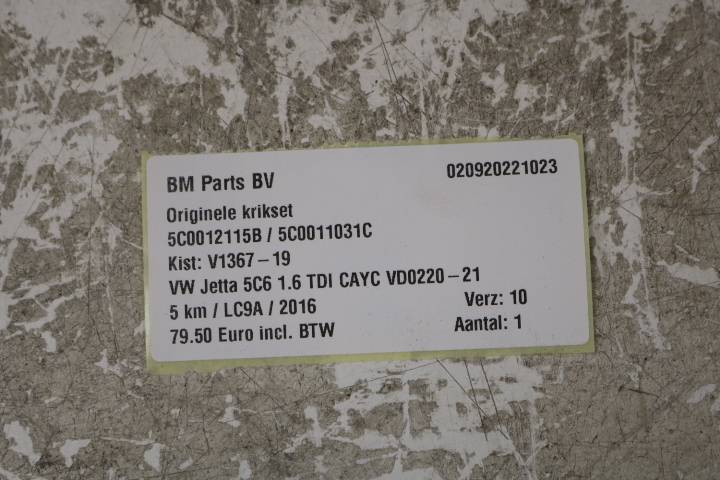 BM Parts BV 020920221023
Originele krikset
5C0012115B / 5C0011031C
Kist: V1367-19
VW Jetta 5C6 1.6 TDI CAYC VD0220-21
5 km / LC9A / 2016 Verz: 10
79.50 Euro incl. BTW Aantal: 1